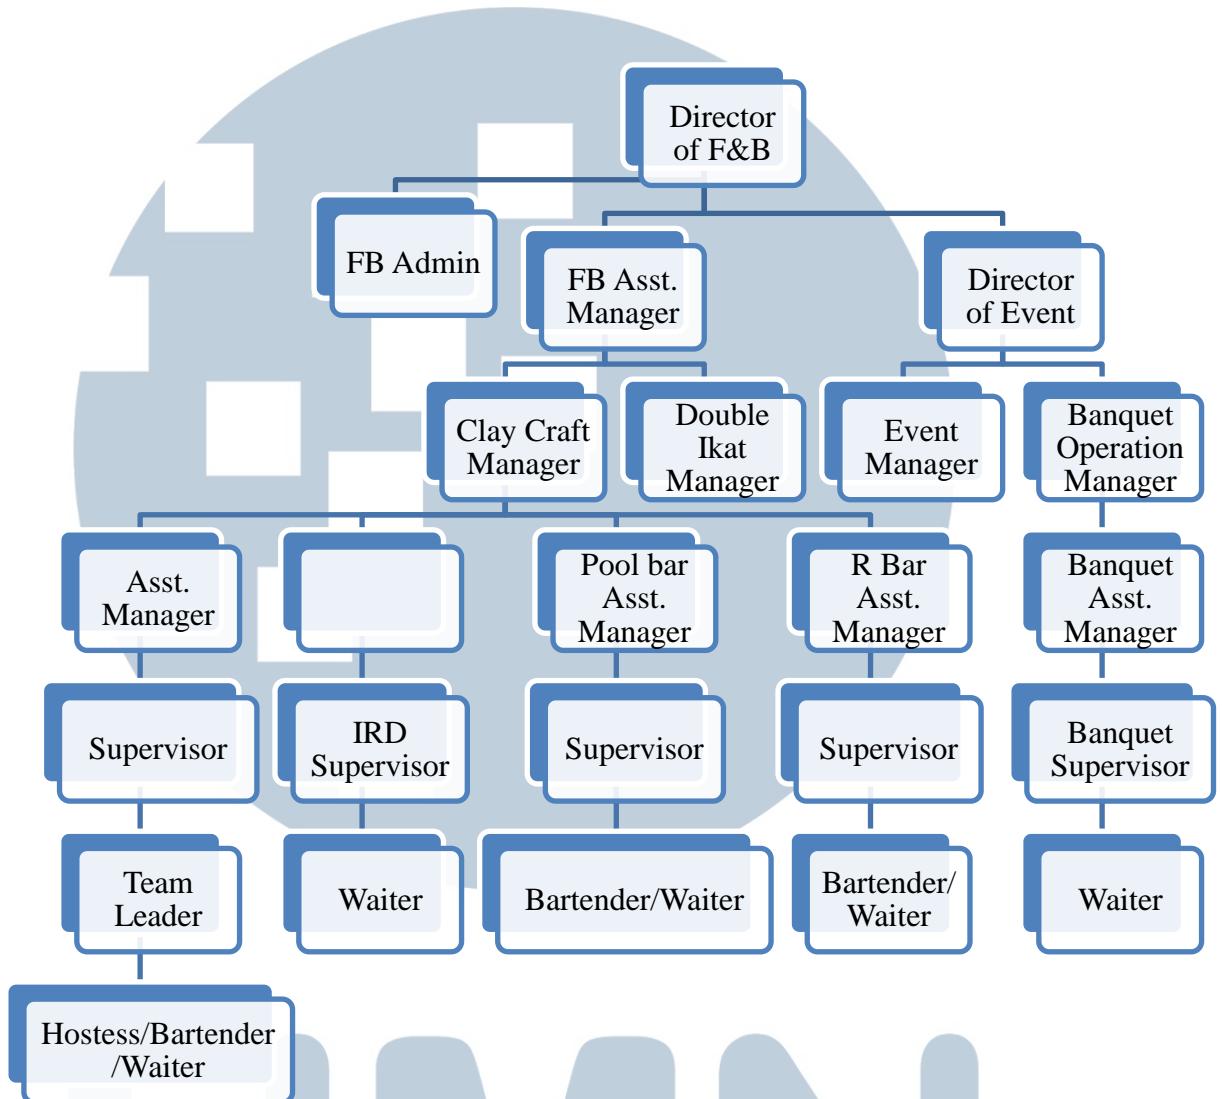 Director
of F&B
FB Admin
FB Asst.
Manager
Director
of Event
Clay Craft
Manager
Double
Ikat
Manager
Event
Manager
Banquet
Operation
Manager
Asst.
Manager
Pool bar
Asst.
Manager
R Bar
Asst.
Manager
Banquet
Asst.
Manager
Supervisor
IRD
Supervisor
Supervisor
Supervisor
Banquet
Supervisor
Team
Leader
Waiter
Bartender/Waiter
Bartender/
Waiter
Waiter
Hostess/Bartender
/Waiter